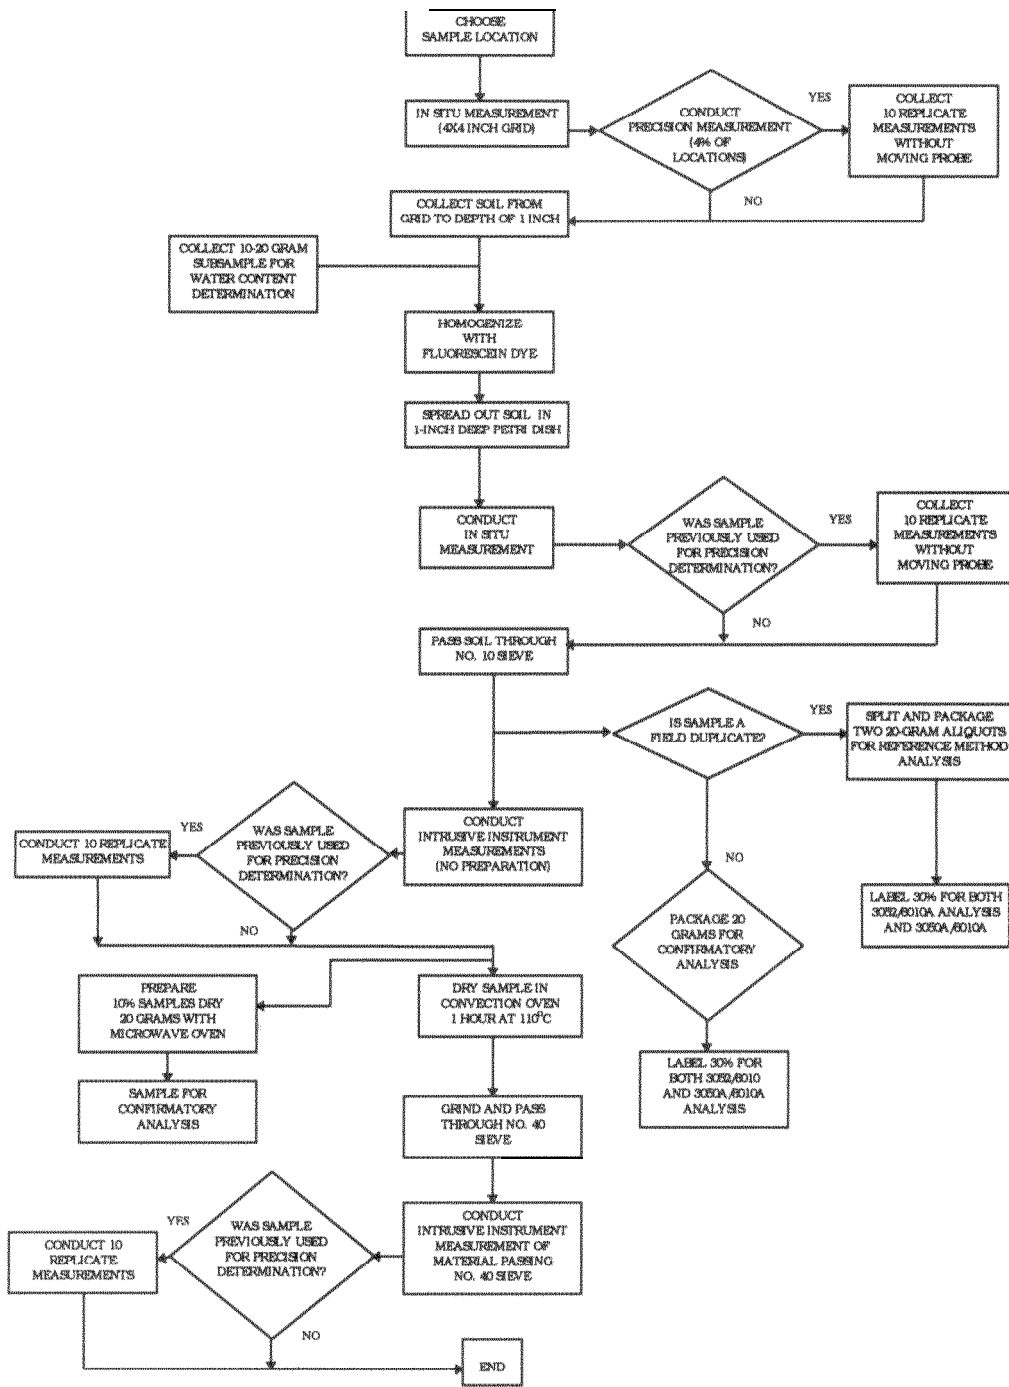 CHOOSE
SAMPLE LOCATION
IN SITU MEASUREMENT
(4X4 INCH GRID)
CONDUCT
PRECISION MEASUREMENT
(4% OF
LOCATIONS)
YES
COLLECT
10 REPLICATE
MEASUREMENTS
WITHOUT
MOVING PROBE
NO
COLLECT SOIL FROM
GRID TO DEPTH OF 1 INCH
COLLECT 10-20 GRAM
SUBSAMPLE FOR
WATER CONTENT
DETERMINATION
HOMOGENIZE
WITH
FLUORESCEIN DYE
SPREAD OUT SOIL IN
1-INCH DEEP PETRI DISH
CONDUCT
IN SITU
MEASUREMENT
WAS SAMPLE
PREVIOUSLY USED
FOR PRECISION
DETERMINATION?
YES
COLLECT
10 REPLICATE
MEASUREMENTS
WITHOUT
MOVING PROBE
NO
PASS SOIL THROUGH
NO. 10 SIEVE
IS SAMPLE A
FIELD DUPLICATE?
YES
SPLIT AND PACKAGE
TWO 20-GRAM ALIQUOTS
FOR REFERENCE METHOD
ANALYSIS
LABEL 30% FOR BOTH
3052/6010A ANALYSIS
AND 3050A/6010A
NO
PACKAGE 20
GRAMS FOR
CONFIRMATORY
ANALYSIS
LABEL 30% FOR
BOTH 3052/6010
AND 3050A/6010A
ANALYSIS
CONDUCT
INTRUSIVE INSTRUMENT
MEASUREMENTS
(NO PREPARATION)
WAS SAMPLE
PREVIOUSLY USED
FOR PRECISION
DETERMINATION?
YES
CONDUCT 10 REPLICATE
MEASUREMENTS
NO
PREPARE
10% SAMPLES DRY
20 GRAMS WITH
MICROWAVE OVEN
SAMPLE FOR
CONFIRMATORY
ANALYSIS
DRY SAMPLE IN
CONVECTION OVEN
1 HOUR AT 110°C
GRIND AND PASS
THROUGH NO. 40
SIEVE
CONDUCT
INTRUSIVE INSTRUMENT
MEASUREMENT OF
MATERIAL PASSING
NO. 40 SIEVE
WAS SAMPLE
PREVIOUSLY USED
FOR PRECISION
DETERMINATION?
YES
CONDUCT 10
REPLICATE
MEASUREMENTS
NO
END